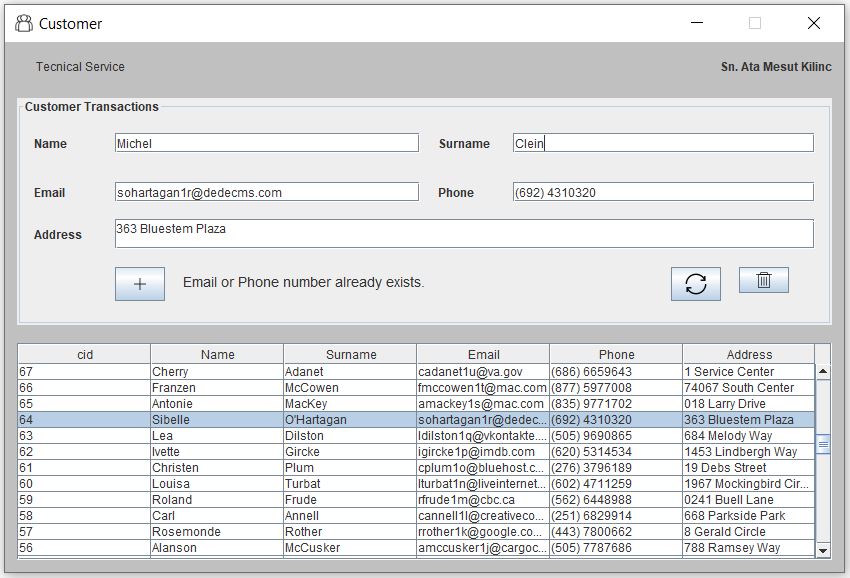 Customer
Tecnical Service Sn. Ata Mesut Kilinc
Customer Transactions
Name Michel Surname Clein
Email sohartagan1r@dedecms.com Phone (692) 4310320
Address 363 Bluestem Plaza
+ Email or Phone number already exists.
cid Name Surname Email Phone Address
67 Cherry Adanet cadanet1u@va.gov (686) 6659643 1 Service Center
66 Franzen McCowen fmccowen1t@mac.com (877) 5977008 74067 South Center
65 Antonie MacKey amackey1s@mac.com (835) 9771702 018 Larry Drive
64 Sibelle O'Hartagan sohartagan1r@dedec... (692) 4310320 363 Bluestem Plaza
63 Lea Dilston ldilston1q@vkontakte.... (505) 9690865 684 Melody Way
62 Ivette Gircke igircke1p@imdb.com (620) 5314534 1453 Lindbergh Way
61 Christen Plum cplum1o@bluehost.c... (276) 3796189 19 Debs Street
60 Louisa Turbat lturbat1n@liveinternet... (602) 4711259 1967 Mockingbird Cir...
59 Roland Frude rfrude1m@cbc.ca (562) 6448988 0241 Buell Lane
58 Carl Annell cannell1l@creativeco... (251) 6829914 668 Parkside Park
57 Rosemonde Rother rrother1k@google.co... (443) 7800662 8 Gerald Circle
56 Alanson McCusker amccusker1j@cargoc... (505) 7787686 788 Ramsey Way